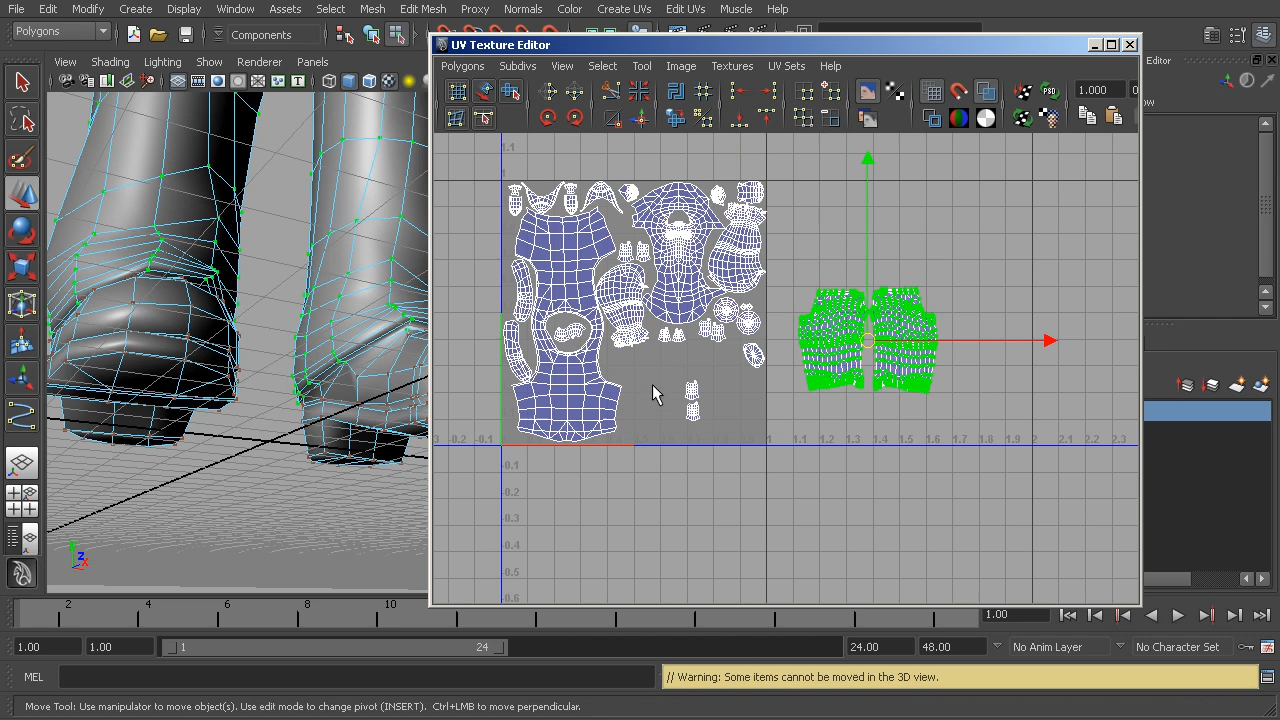 File Edit Modify Create Display Window Assets Select Mesh Edit Mesh Proxy Normals Color Create UVs Edit UVs Muscle Help
Polygons Components
View Shading Lighting Show Renderer Panels
UV Texture Editor
Polygons Subdivs View Select Tool Image Textures UV Sets Help
PSD 1.000 0
Editor
1.1
1
3 -0.2 -0.1 1 1.1 1.2 1.3 1.4 1.5 1.6 1.7 1.8 1.9 2 2.1 2.2 2.3
-0.1
-0.2
-0.3
-0.4
-0.5
-0.6
z x
2 4 6 8 10 1.00
1.00 1.00 1 24 24.00 48.00 No Anim Layer No Character Set
MEL // Warning: Some items cannot be moved in the 3D view.
Move Tool: Use manipulator to move object(s). Use edit mode to change pivot (INSERT). Ctrl+LMB to move perpendicular.